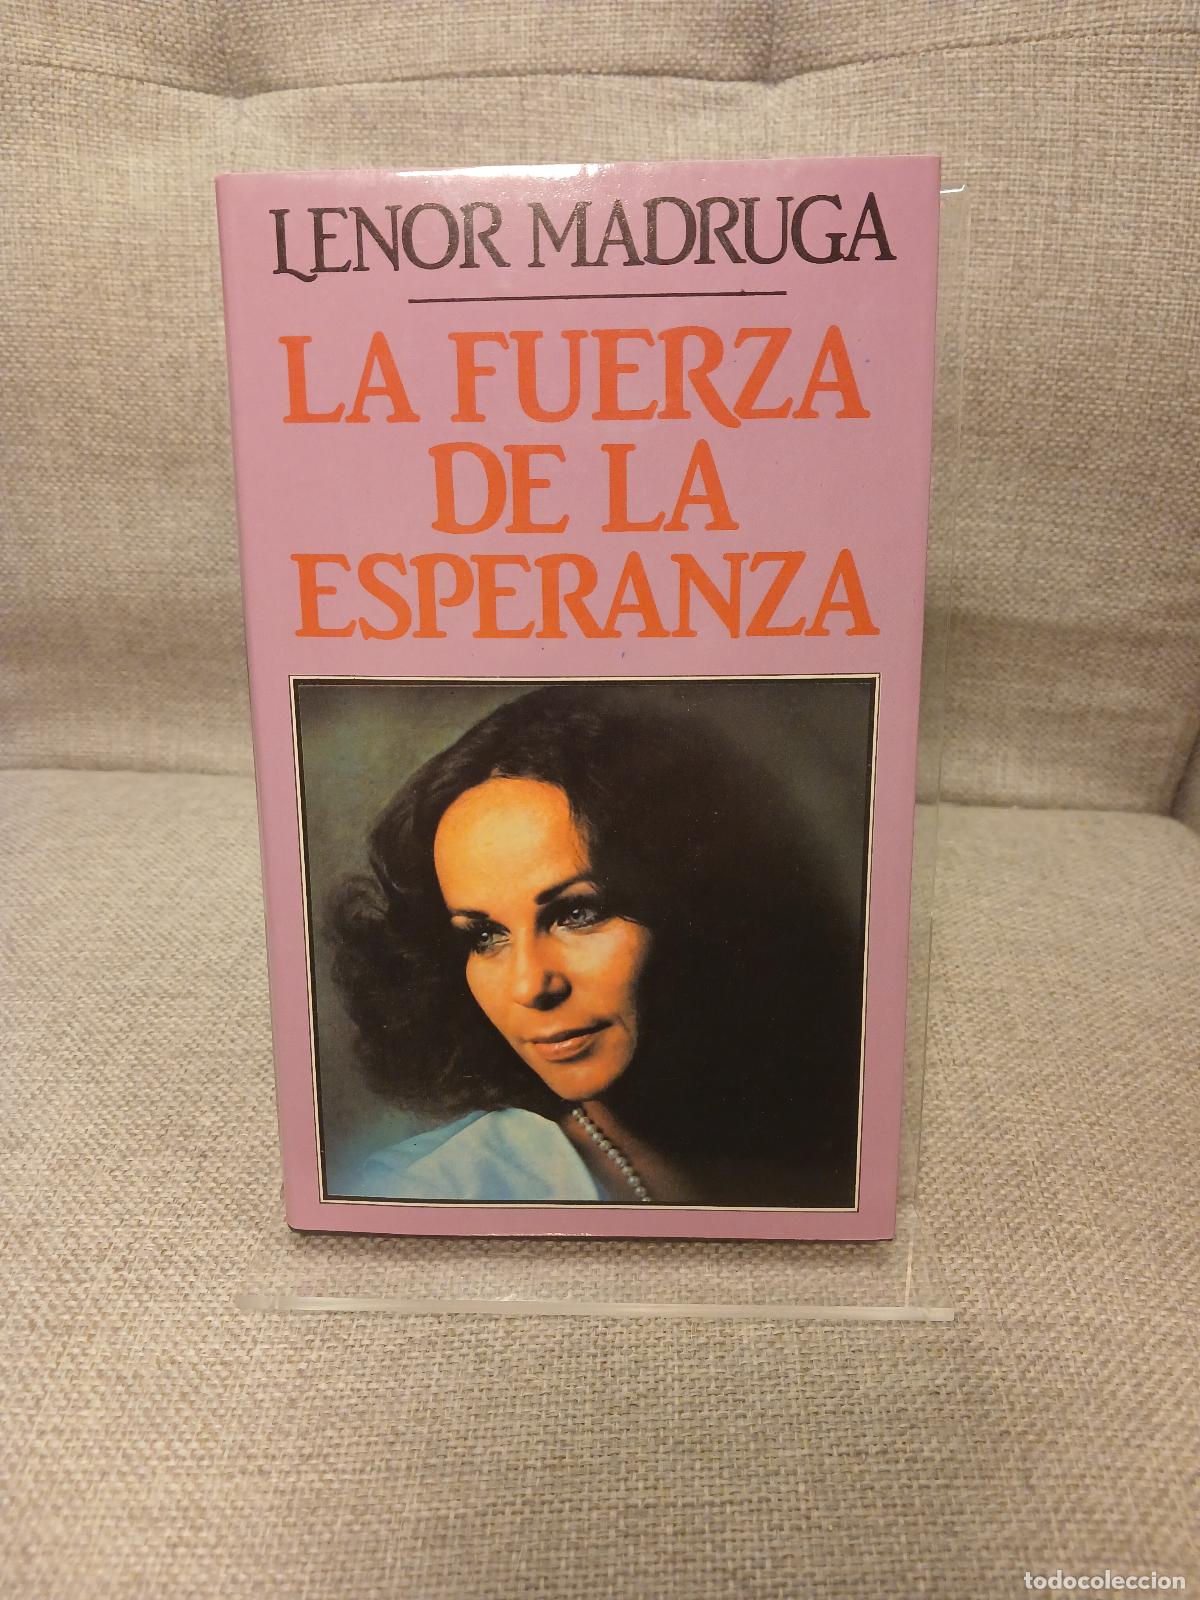 LENOR MADRUGA
LA FUERZA
DE LA
ESPERANZA
todocoleccion